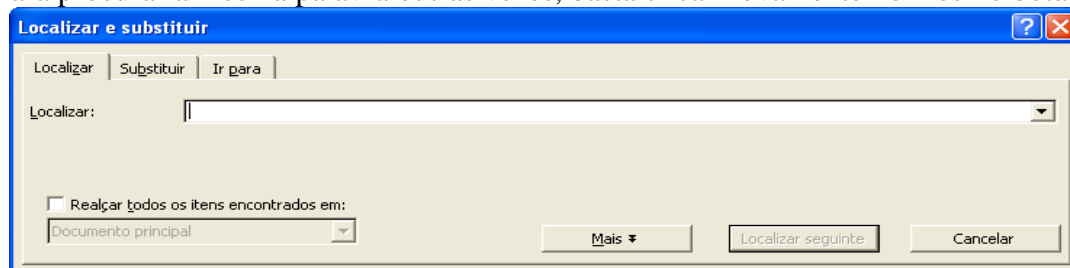 Localizar e substituir
Localizar Substituir Ir para
Localizar:
Realçar todos os itens encontrados em:
Documento principal Mais Localizar seguinte Cancelar